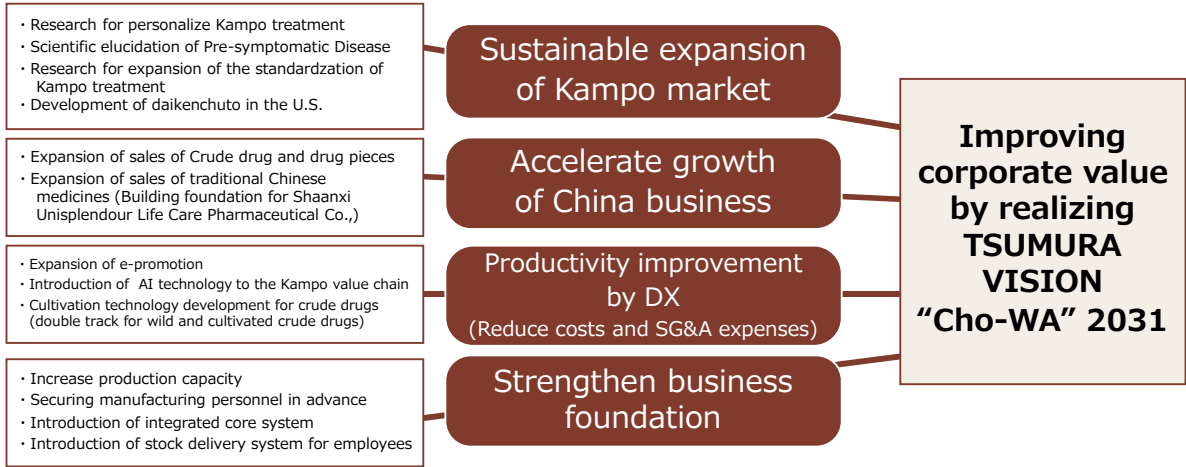 ・Research for personalize Kampo treatment
・Scientific elucidation of Pre-symptomatic Disease
・Research for expansion of the standardzation of
Kampo treatment
・Development of daikenchuto in the U.S.
Sustainable expansion
of Kampo market
・Expansion of sales of Crude drug and drug pieces
・Expansion of sales of traditional Chinese
medicines (Building foundation for Shaanxi
Unisplendour Life Care Pharmaceutical Co.,)
Accelerate growth
of China business
・Expansion of e-promotion
・Introduction of AI technology to the Kampo value chain
・Cultivation technology development for crude drugs
(double track for wild and cultivated crude drugs)
Productivity improvement
by DX
(Reduce costs and SG&A expenses)
・Increase production capacity
・Securing manufacturing personnel in advance
・Introduction of integrated core system
・Introduction of stock delivery system for employees
Strengthen business
foundation
Improving
corporate value
by realizing
TSUMURA
VISION
“Cho-WA” 2031